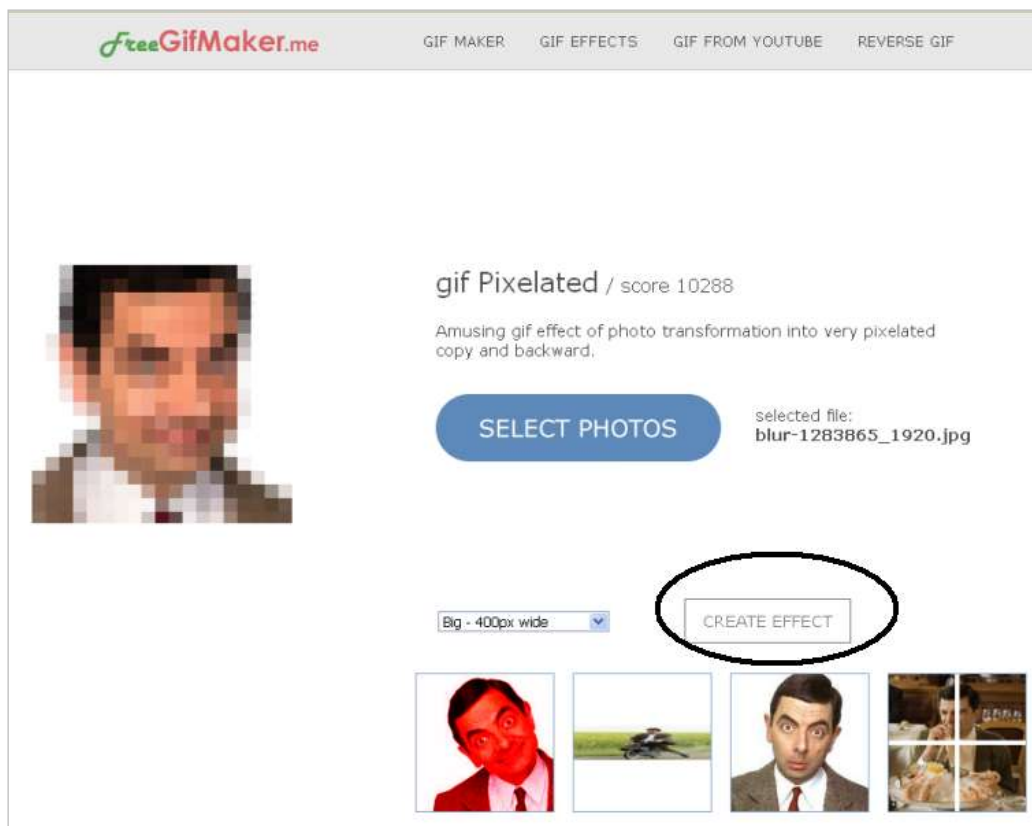 FreeGifMaker.me
GIF MAKER GIF EFFECTS GIF FROM YOUTUBE REVERSE GIF
gif Pixelated / score 10288
Amusing gif effect of photo transformation into very pixelated
copy and backward.
SELECT PHOTOS
selected file:
blur-1283865_1920.jpg
Big - 400px wide
CREATE EFFECT